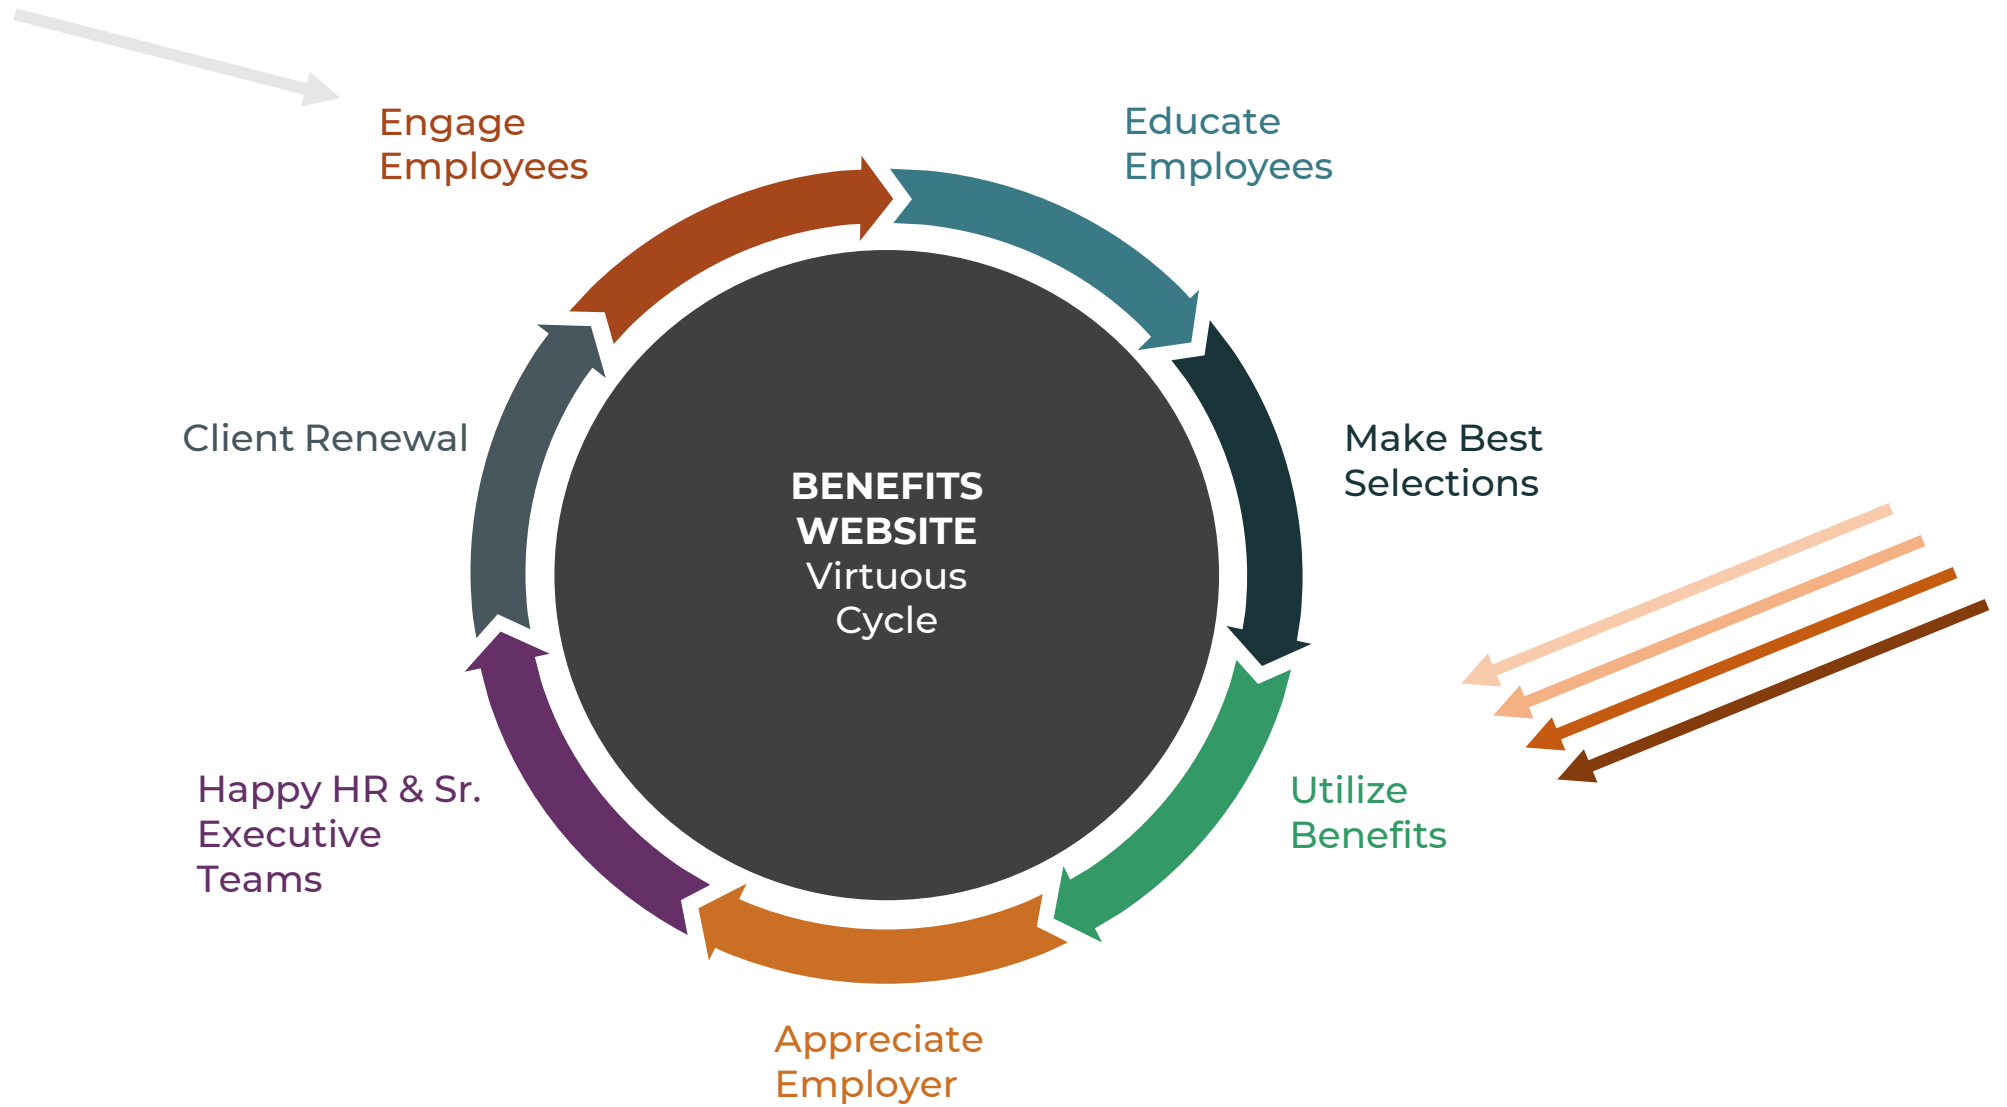 Engage
Employees
Educate
Employees
Make Best
Selections
Utilize
Benefits
Appreciate
Employer
Happy HR & Sr.
Executive
Teams
Client Renewal
BENEFITS
WEBSITE
Virtuous
Cycle